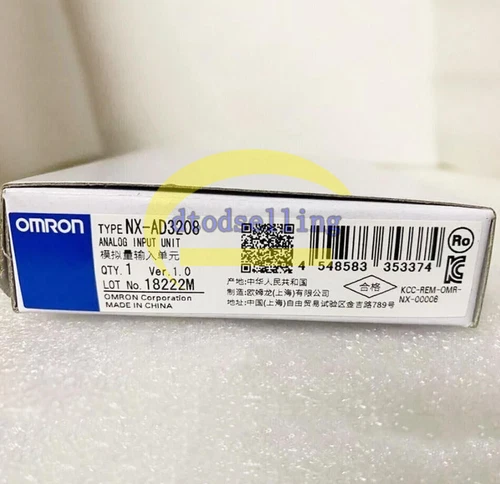 OMRON
TYPE NX-AD3208
ANALOG INPUT UNIT
模拟量输入单元
QTY. 1 Ver.1.0
LOT No. 18222M
OMRON Corporation
MADE IN CHINA
dtodselling
4 548583 353374
产地:中华人民共和国
制造:欧姆龙(上海)有限公司
地址:中国(上海)自由贸易试验区金吉路789号
合格
Ro
KCC-REM-OMR-
NX-00006